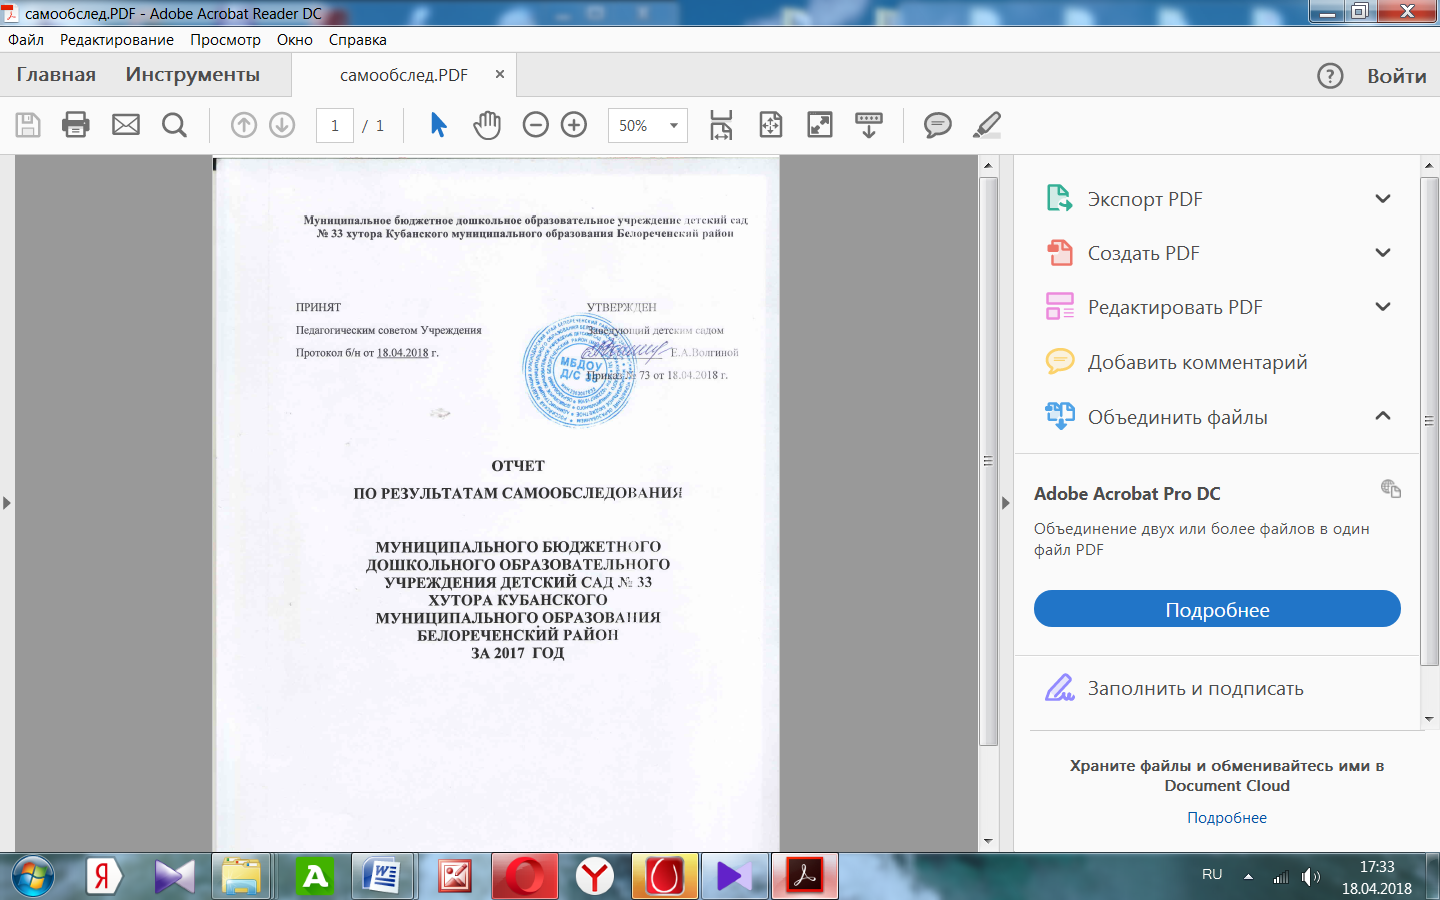 самообслед.PDF - Adobe Acrobat Reader DC
Файл Редактирование Просмотр Окно Справка
Главная Инструменты самообслед.PDF × ? Войти
1 / 1 50%
Муниципальное бюджетное дошкольное образовательное учреждение детский сад
№ 33 хутора Кубанского муниципального образования Белореченский район
ПРИНЯТ
Педагогическим советом Учреждения
Протокол б/н от 18.04.2018 г.
УТВЕРЖДЕН
Заведующий детским садом
Е.А.Волгиной
Приказ № 73 от 18.04.2018 г.
МБДОУ
Д/С 33
ОТЧЕТ
ПО РЕЗУЛЬТАТАМ САМООБСЛЕДОВАНИЯ
МУНИЦИПАЛЬНОГО БЮДЖЕТНОГО
ДОШКОЛЬНОГО ОБРАЗОВАТЕЛЬНОГО
УЧРЕЖДЕНИЯ ДЕТСКИЙ САД № 33
ХУТОРА КУБАНСКОГО
МУНИЦИПАЛЬНОГО ОБРАЗОВАНИЯ
БЕЛОРЕЧЕНСКИЙ РАЙОН
ЗА 2017 ГОД
Экспорт PDF
Создать PDF
Редактировать PDF
Добавить комментарий
Объединить файлы
Adobe Acrobat Pro DC
Объединение двух или более файлов в один
файл PDF
Подробнее
Заполнить и подписать
Храните файлы и обменивайтесь ими в
Document Cloud
Подробнее
RU
17:33
18.04.2018